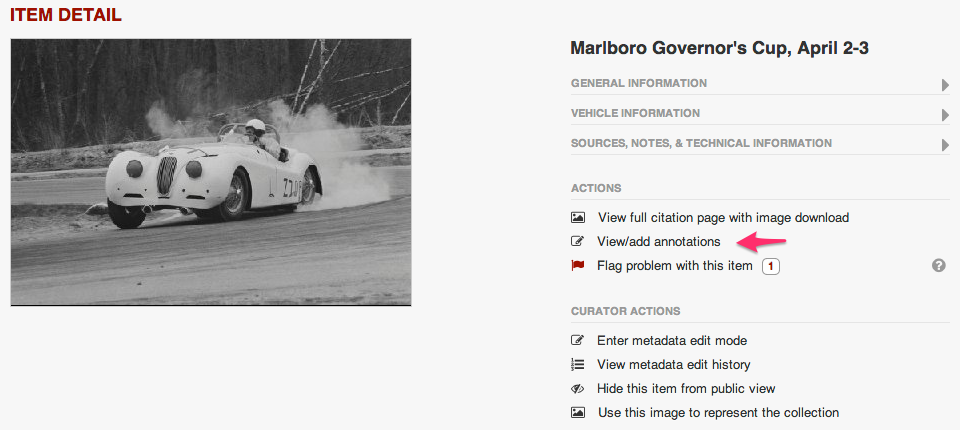 ITEM DETAIL
Marlboro Governor's Cup, April 2-3
GENERAL INFORMATION
VEHICLE INFORMATION
SOURCES, NOTES, & TECHNICAL INFORMATION
ACTIONS
View full citation page with image download
View/add annotations
Flag problem with this item 1
?
CURATOR ACTIONS
Enter metadata edit mode
View metadata edit history
Hide this item from public view
Use this image to represent the collection